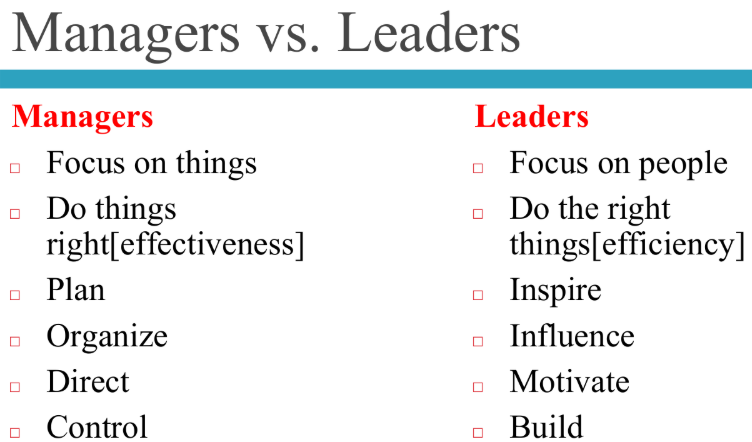 Managers vs. Leaders
Managers
Focus on things
Do things
right[effectiveness]
Plan
Organize
Direct
Control
Leaders
Focus on people
Do the right
things[efficiency]
Inspire
Influence
Motivate
Build